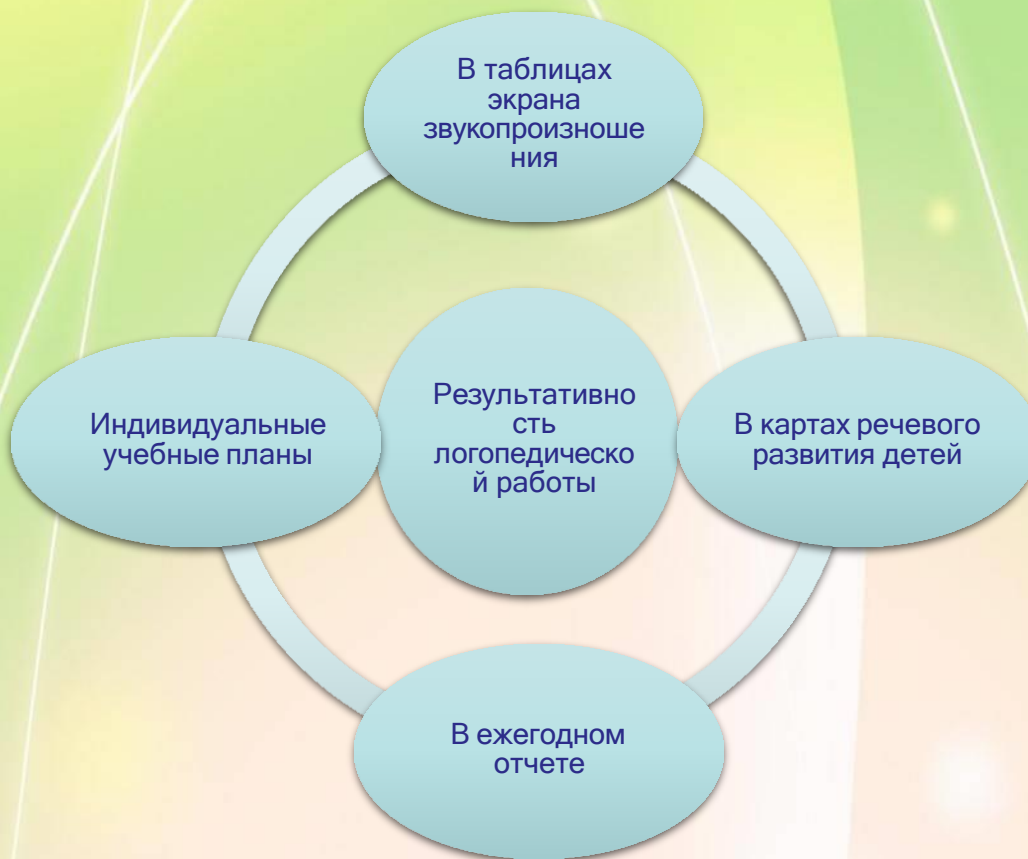 В таблицах
экрана
звукопроизноше
ния
Индивидуальные
учебные планы
Результативно
сть
логопедическо
й работы
В картах речевого
развития детей
В ежегодном
отчете